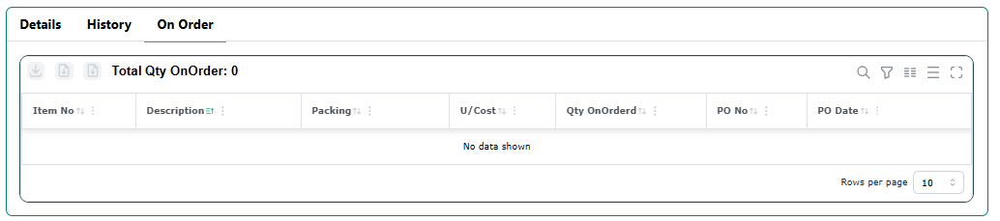 Details History On Order
Total Qty OnOrder: 0
Item No Description Packing U/Cost Qty OnOrderd PO No PO Date
No data shown
Rows per page 10